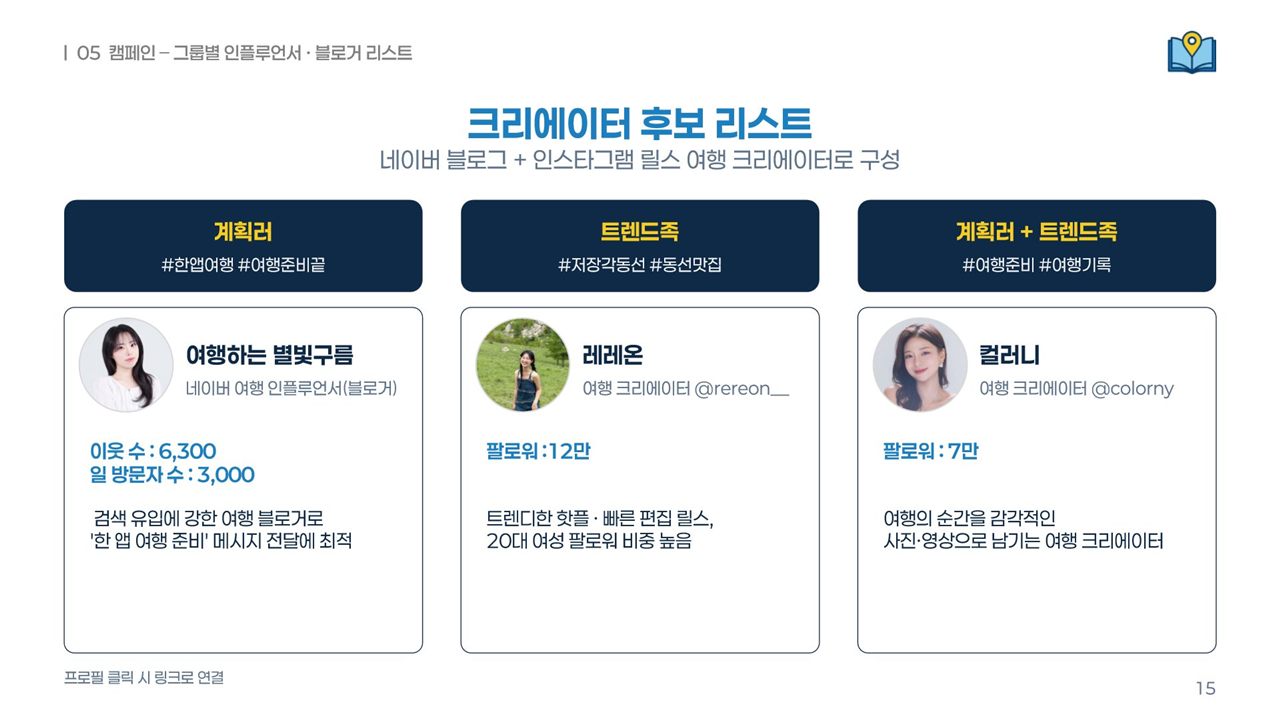 | 05 캠페인 – 그룹별 인플루언서 · 블로거 리스트
크리에이터 후보 리스트
네이버 블로그 + 인스타그램 릴스 여행 크리에이터로 구성
계획러
#한앱여행 #여행준비끝
여행하는 별빛구름
네이버 여행 인플루언서(블로거)
이웃 수 : 6,300
일 방문자 수 : 3,000
검색 유입에 강한 여행 블로거로
'한 앱 여행 준비' 메시지 전달에 최적
트렌드족
#저장각동선 #동선맛집
레레온
여행 크리에이터 @rereon__
팔로워 :12만
트렌디한 핫플 · 빠른 편집 릴스,
20대 여성 팔로워 비중 높음
계획러 + 트렌드족
#여행준비 #여행기록
컬러니
여행 크리에이터 @colorny
팔로워 : 7만
여행의 순간을 감각적인
사진·영상으로 남기는 여행 크리에이터
프로필 클릭 시 링크로 연결
15